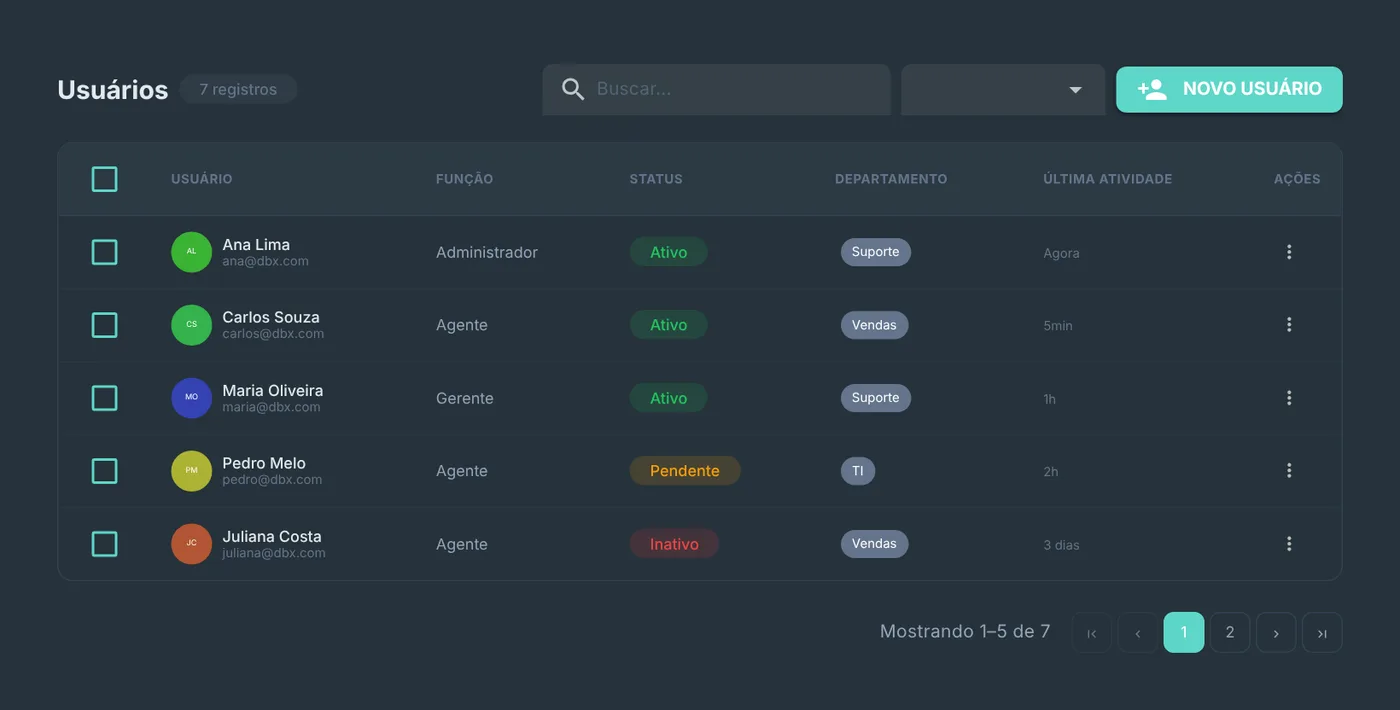 Usuários 7 registros Buscar... NOVO USUÁRIO
USUÁRIO FUNÇÃO STATUS DEPARTAMENTO ÚLTIMA ATIVIDADE AÇÕES
AL Ana Lima Administrador Ativo Suporte Agora
ana@dbx.com
CS Carlos Souza Agente Ativo Vendas 5min
carlos@dbx.com
MO Maria Oliveira Gerente Ativo Suporte 1h
maria@dbx.com
PM Pedro Melo Agente Pendente TI 2h
pedro@dbx.com
JC Juliana Costa Agente Inativo Vendas 3 dias
juliana@dbx.com
Mostrando 1–5 de 7 I‹ ‹ 1 2 › ›I